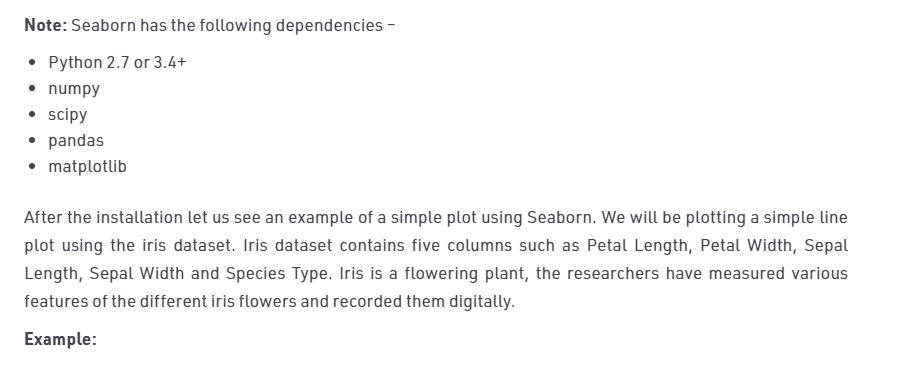 Note: Seaborn has the following dependencies –
• Python 2.7 or 3.4+
• numpy
• scipy
• pandas
• matplotlib
After the installation let us see an example of a simple plot using Seaborn. We will be plotting a simple line
plot using the iris dataset. Iris dataset contains five columns such as Petal Length, Petal Width, Sepal
Length, Sepal Width and Species Type. Iris is a flowering plant, the researchers have measured various
features of the different iris flowers and recorded them digitally.
Example: